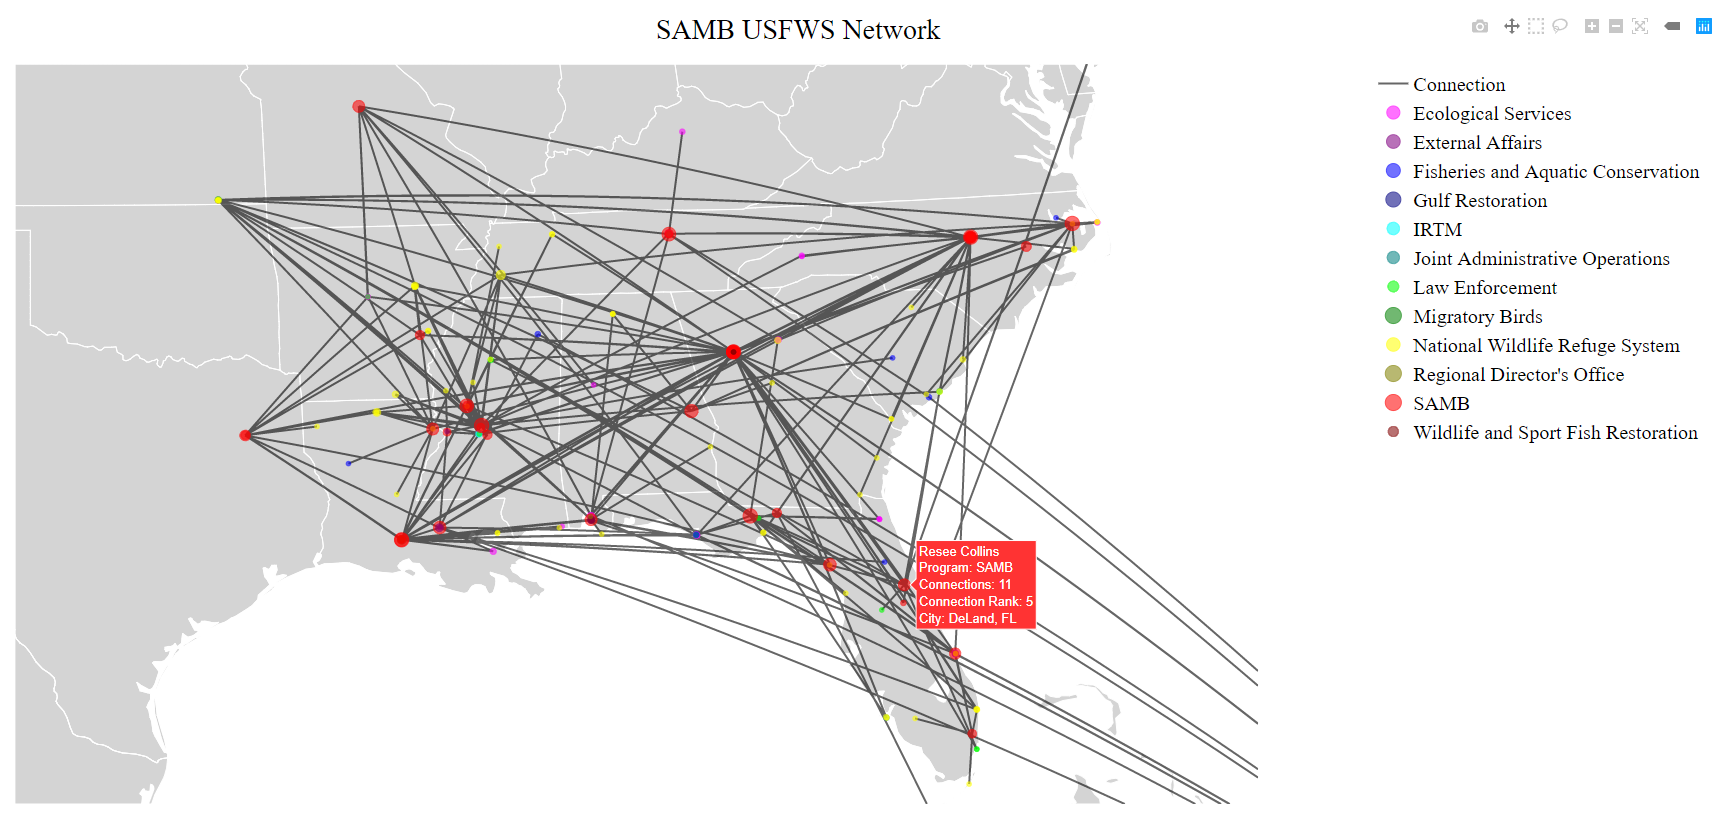 SAMB USFWS Network
Connection
Ecological Services
External Affairs
Fisheries and Aquatic Conservation
Gulf Restoration
IRTM
Joint Administrative Operations
Law Enforcement
Migratory Birds
National Wildlife Refuge System
Regional Director's Office
SAMB
Wildlife and Sport Fish Restoration
Resee Collins
Program: SAMB
Connections: 11
Connection Rank: 5
City: DeLand, FL